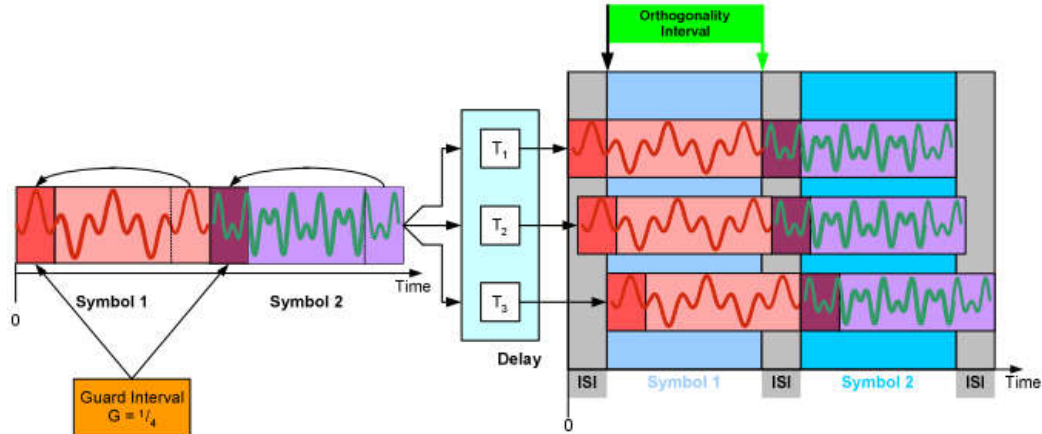 Orthogonality
Interval
T1
T2
T3
Time
Symbol 1
Symbol 2
0
Delay
Guard Interval
G = 1/4
ISI
Symbol 1
ISI
Symbol 2
ISI
Time
0